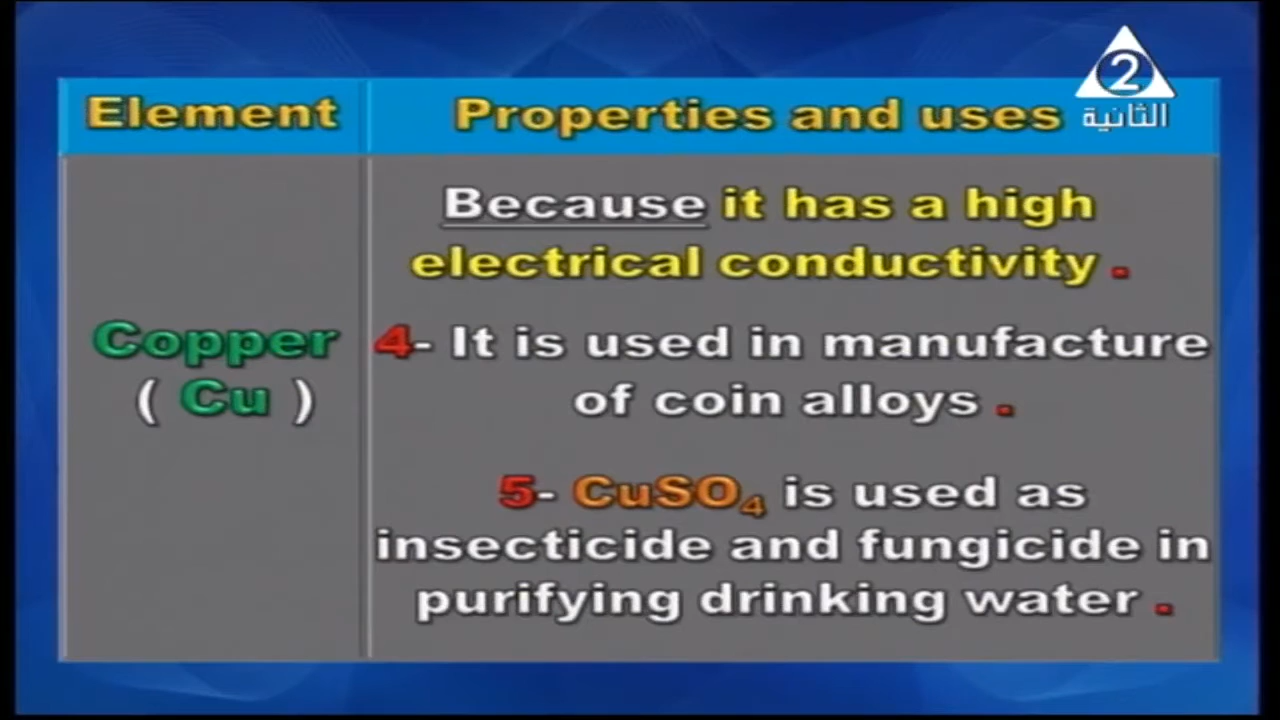 2
الثانية
Element
Properties and uses
Because it has a high
electrical conductivity .
Copper
( Cu )
4- It is used in manufacture
of coin alloys .
5- CuSO₄ is used as
insecticide and fungicide in
purifying drinking water .